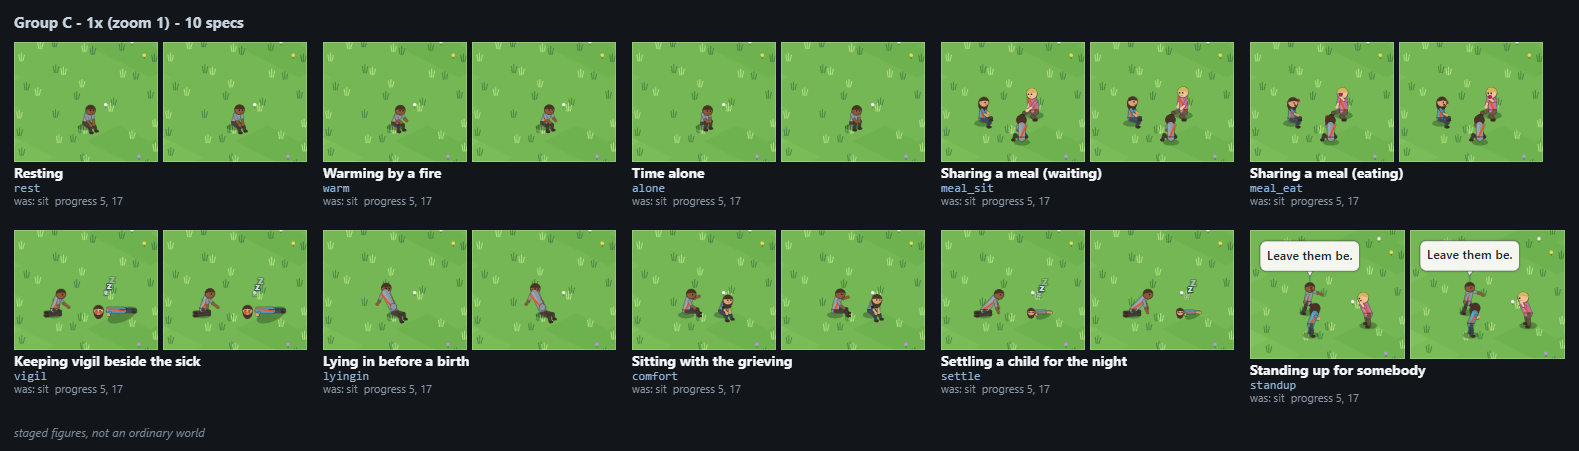 Group C - 1x (zoom 1) - 10 specs
Resting
rest
was: sit progress 5, 17
Warming by a fire
warm
was: sit progress 5, 17
Time alone
alone
was: sit progress 5, 17
Sharing a meal (waiting)
meal_sit
was: sit progress 5, 17
Sharing a meal (eating)
meal_eat
was: sit progress 5, 17
zzz
zzz
Keeping vigil beside the sick
vigil
was: sit progress 5, 17
Lying in before a birth
lyingin
was: sit progress 5, 17
Sitting with the grieving
comfort
was: sit progress 5, 17
zzz
zzz
Settling a child for the night
settle
was: sit progress 5, 17
Leave them be.
Leave them be.
Standing up for somebody
standup
was: sit progress 5, 17
staged figures, not an ordinary world